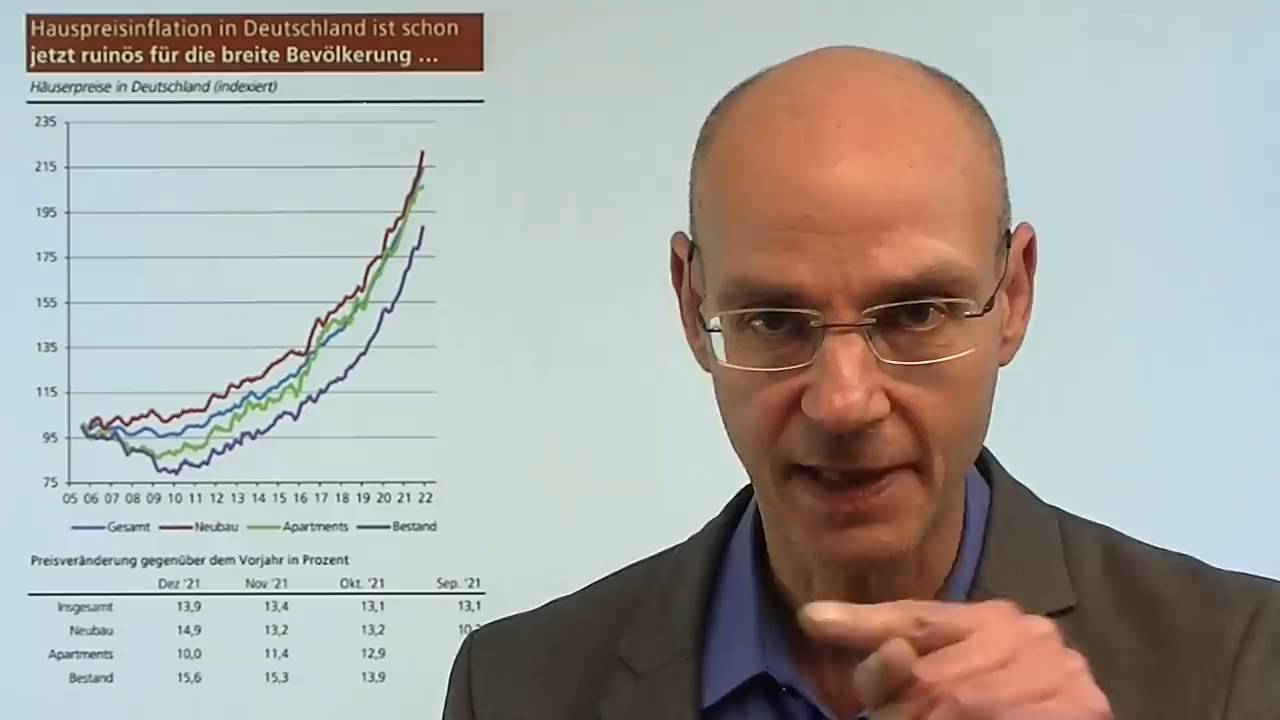 Hauspreisinflation in Deutschland ist schon
jetzt ruinös für die breite Bevölkerung ...
Häuserpreise in Deutschland (indexiert)
235
215
195
175
155
135
115
95
75
05 06 07 08 09 10 11 12 13 14 15 16 17 18 19 20 21 22
Gesamt Neubau Apartments Bestand
Preisveränderung gegenüber dem Vorjahr in Prozent
Dez '21 Nov '21 Okt. '21 Sep. '21
Insgesamt 13,9 13,4 13,1 13,1
Neubau 14,9 13,2 13,2
Apartments 10,0 11,4 12,9
Bestand 15,6 15,3 13,9